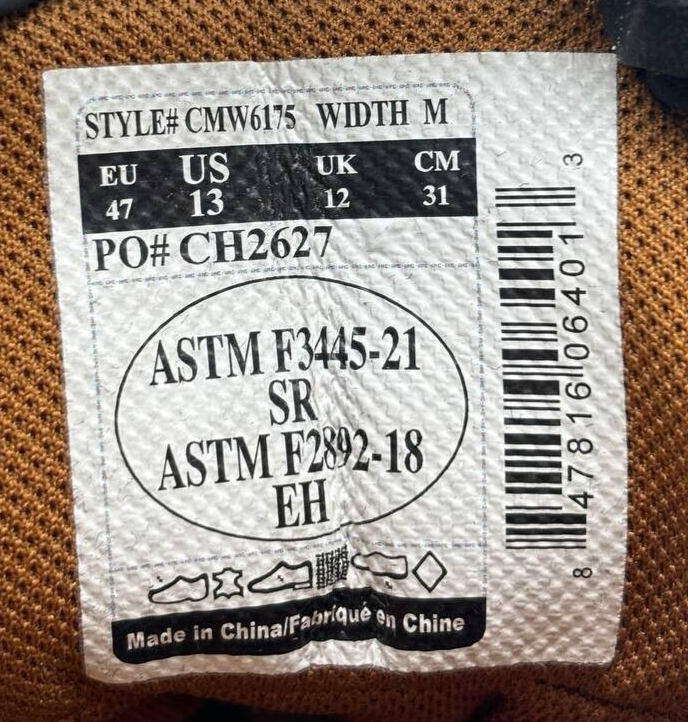 STYLE# CMW6175 WIDTH M
EU US UK CM
47 13 12 31
PO# CH2627
ASTM F3445-21
SR
ASTM F2892-18
EH
Made in China/Fabriqué en Chine
8 47816 06401 3